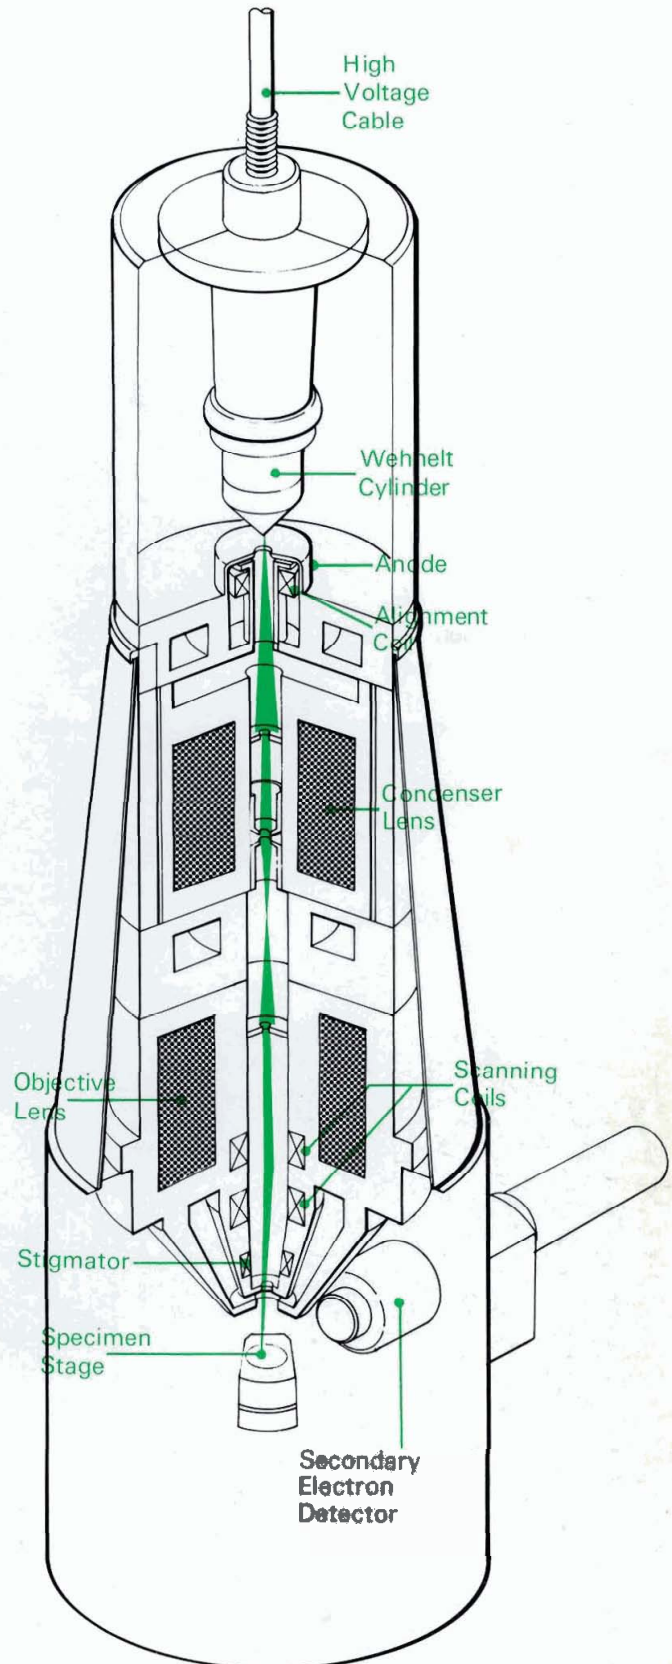 High
Voltage
Cable
Wehnelt
Cylinder
Anode
Alignment
Coil
Condenser
Lens
Objective
Lens
Scanning
Coils
Stigmator
Specimen
Stage
Secondary
Electron
Detector